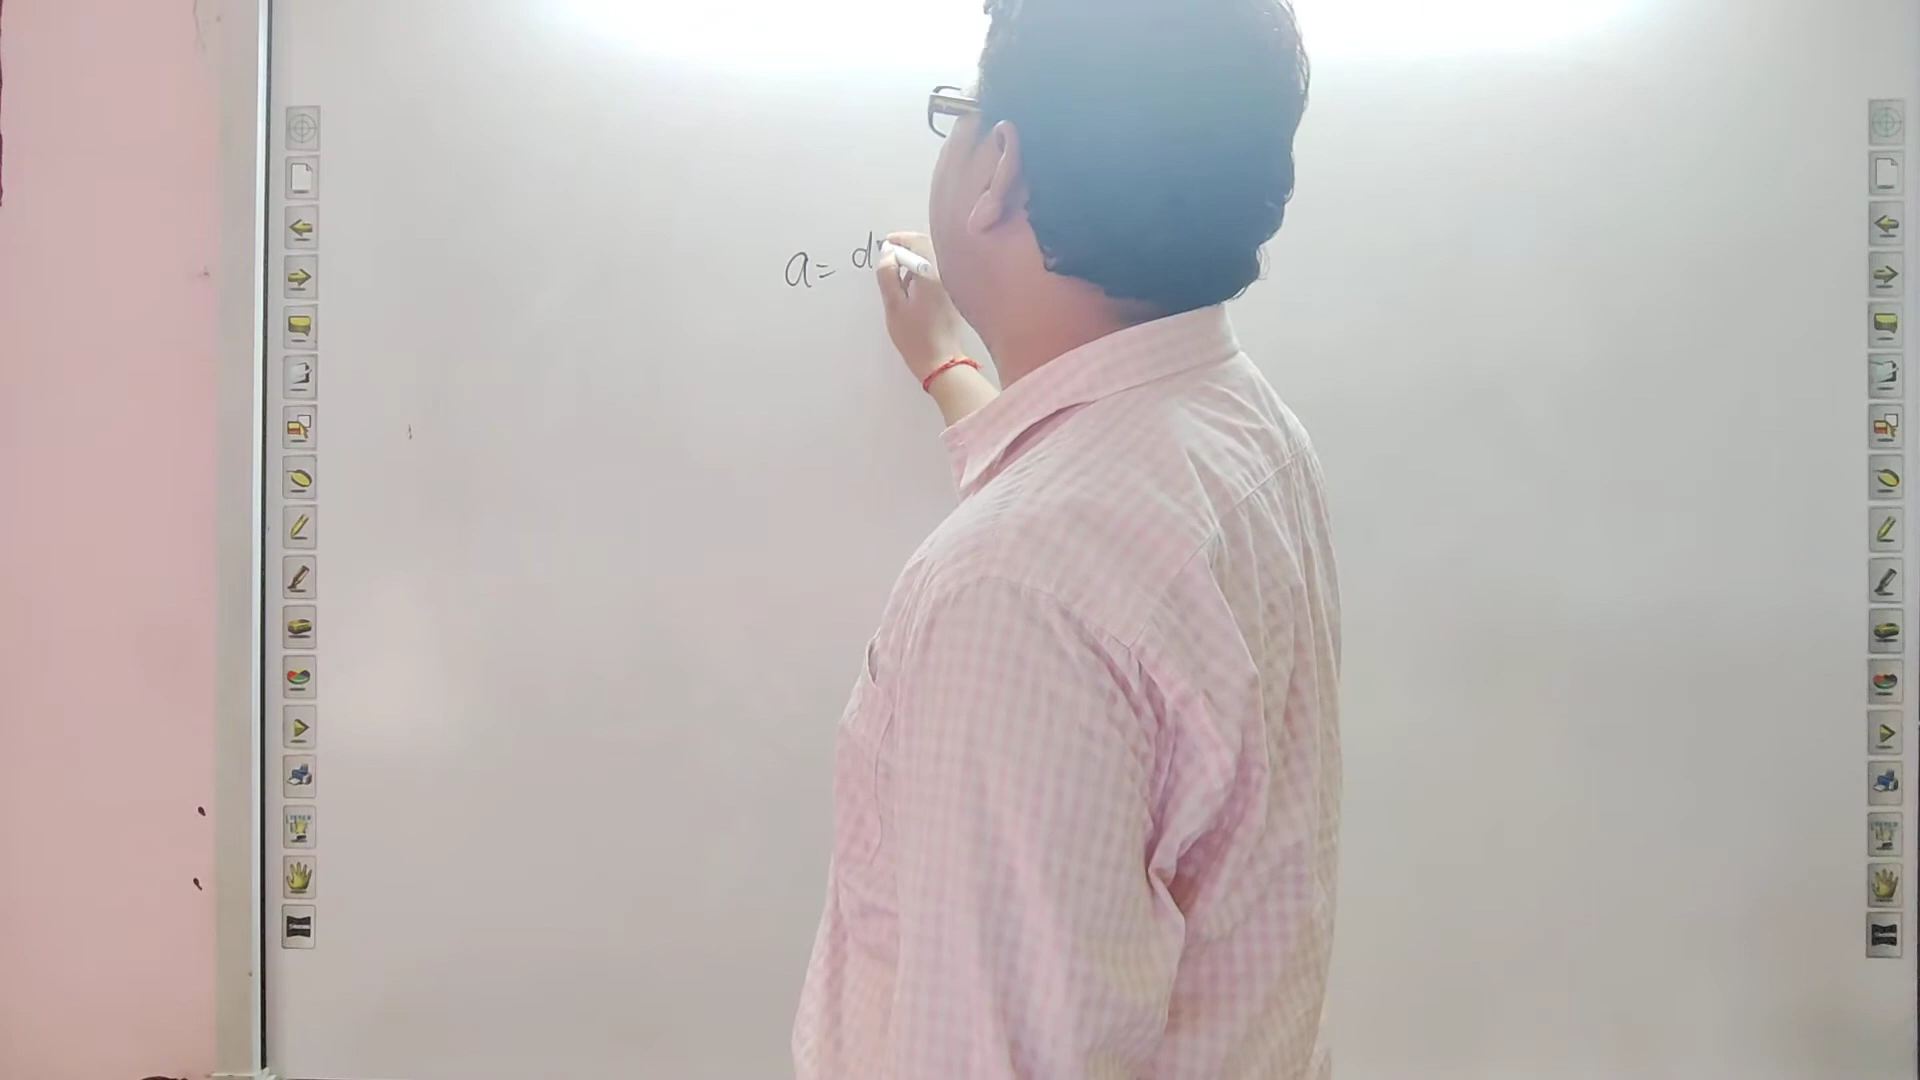 a = d